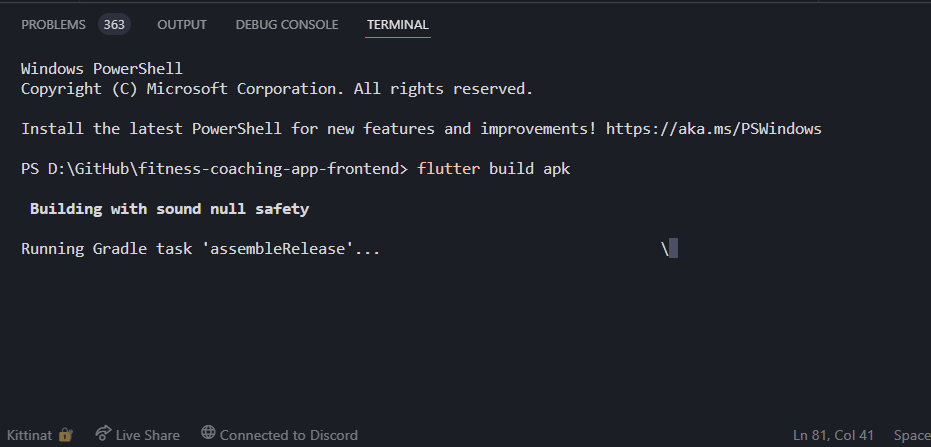 PROBLEMS 363 OUTPUT DEBUG CONSOLE TERMINAL
Windows PowerShell
Copyright (C) Microsoft Corporation. All rights reserved.
Install the latest PowerShell for new features and improvements! https://aka.ms/PSWindows
PS D:\GitHub\fitness-coaching-app-frontend> flutter build apk
Building with sound null safety
Running Gradle task 'assembleRelease'... \
Kittinat Live Share Connected to Discord Ln 81, Col 41 Space